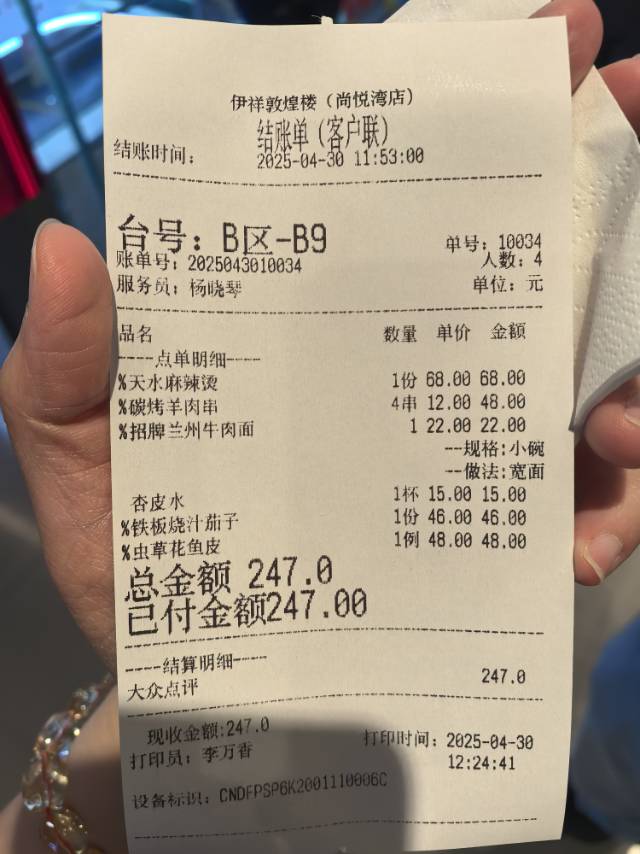 伊祥敦煌楼（尚悦湾店）
结账单（客户联）
结账时间： 2025-04-30 11:53:00
台号：B区-B9 单号：10034
账单号：2025043010034 人数：4
服务员：杨晓琴 单位：元
品名 数量 单价 金额
----点单明细----
%天水麻辣烫 1份 68.00 68.00
%碳烤羊肉串 4串 12.00 48.00
%招牌兰州牛肉面 1 22.00 22.00
--规格:小碗
--做法:宽面
杏皮水 1杯 15.00 15.00
%铁板烧汁茄子 1份 46.00 46.00
%虫草花鱼皮 1例 48.00 48.00
总金额 247.0
已付金额247.00
----结算明细----
大众点评 247.0
现收金额:247.0
打印员：李万香 打印时间：2025-04-30
12:24:41
设备标识：CNDFPSP6K2001110006C